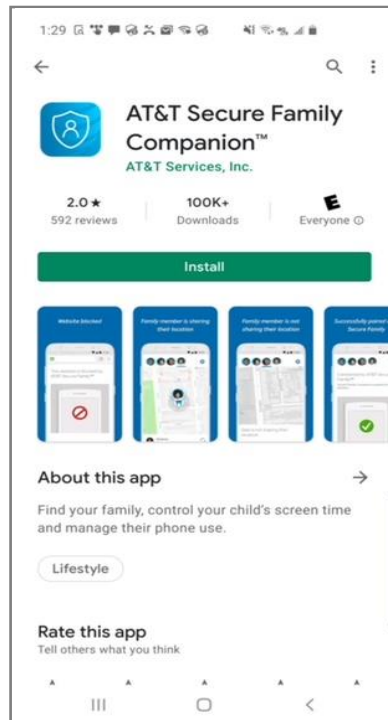 1:29
AT&T Secure Family
Companion™
AT&T Services, Inc.
2.0 ★
100K+
E
592 reviews
Downloads
Everyone
Install
Website blocked
Family member is sharing
their location
Family member is not
sharing their location
Successfully paired
Secure Family
About this app
Find your family, control your child's screen time
and manage their phone use.
Lifestyle
Rate this app
Tell others what you think